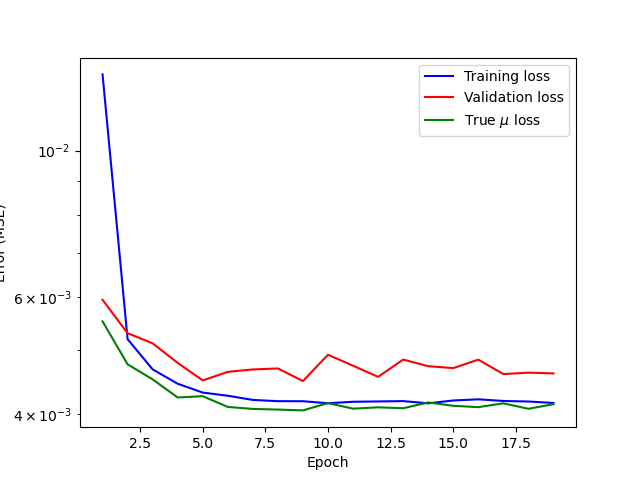 Training loss
Validation loss
True μ loss
10⁻²
6 × 10⁻³
4 × 10⁻³
Error (MSE)
2.5 5.0 7.5 10.0 12.5 15.0 17.5
Epoch